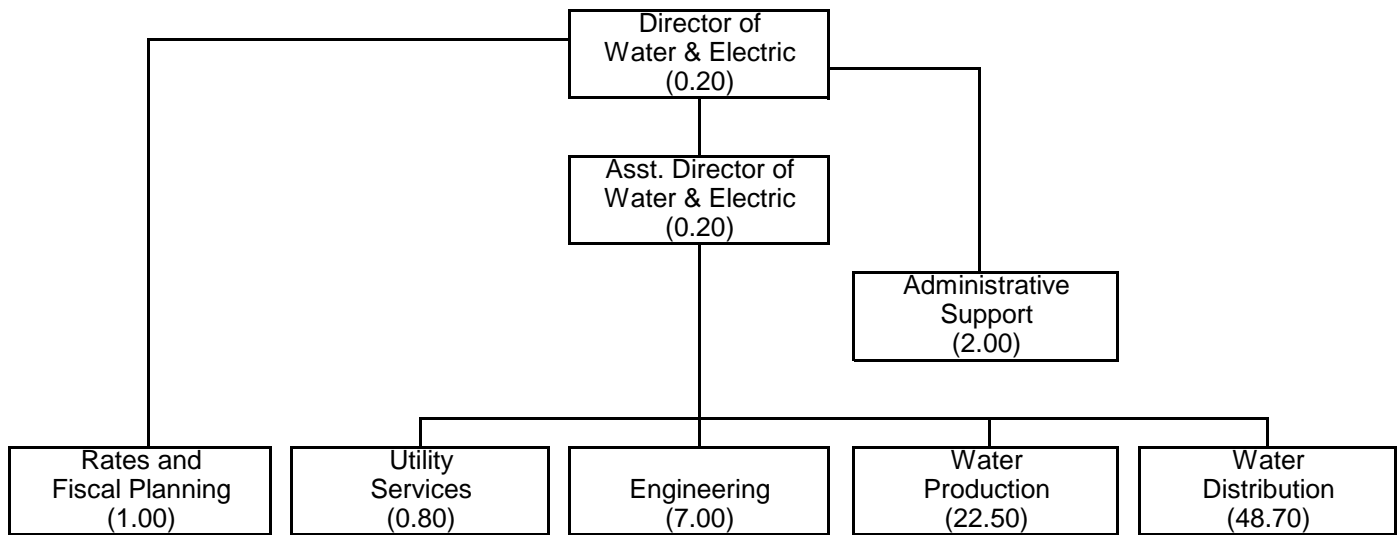 Director of
Water & Electric
(0.20)
Asst. Director of
Water & Electric
(0.20)
Administrative
Support
(2.00)
Rates and
Fiscal Planning
(1.00)
Utility
Services
(0.80)
Engineering
(7.00)
Water
Production
(22.50)
Water
Distribution
(48.70)